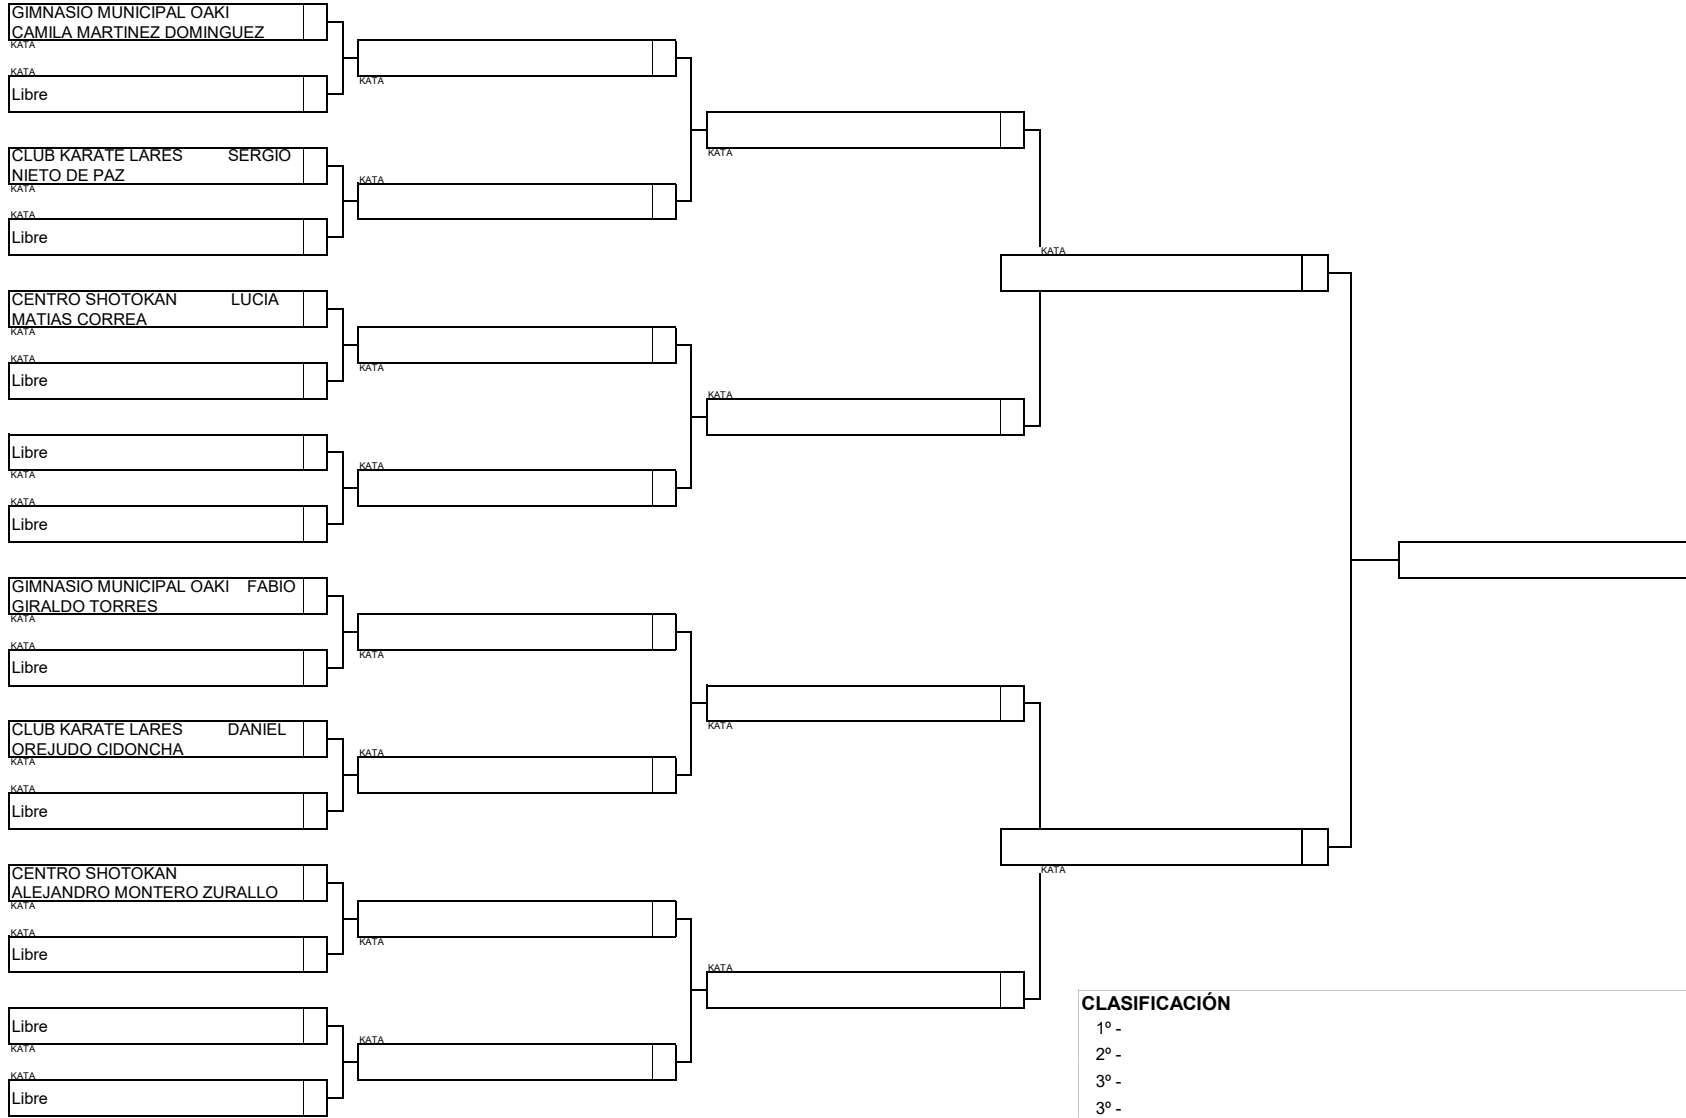 GIMNASIO MUNICIPAL OAKI
CAMILA MARTINEZ DOMINGUEZ
KATA
KATA
Libre
CLUB KARATE LARES SERGIO
NIETO DE PAZ
KATA
KATA
Libre
CENTRO SHOTOKAN LUCIA
MATIAS CORREA
KATA
KATA
Libre
Libre
KATA
KATA
Libre
GIMNASIO MUNICIPAL OAKI FABIO
GIRALDO TORRES
KATA
KATA
Libre
CLUB KARATE LARES DANIEL
OREJUDO CIDONCHA
KATA
KATA
Libre
CENTRO SHOTOKAN
ALEJANDRO MONTERO ZURALLO
KATA
KATA
Libre
Libre
KATA
KATA
Libre
KATA
KATA
KATA
KATA
KATA
KATA
KATA
KATA
KATA
KATA
KATA
KATA
KATA
KATA
CLASIFICACIÓN
1º -
2º -
3º -
3º -